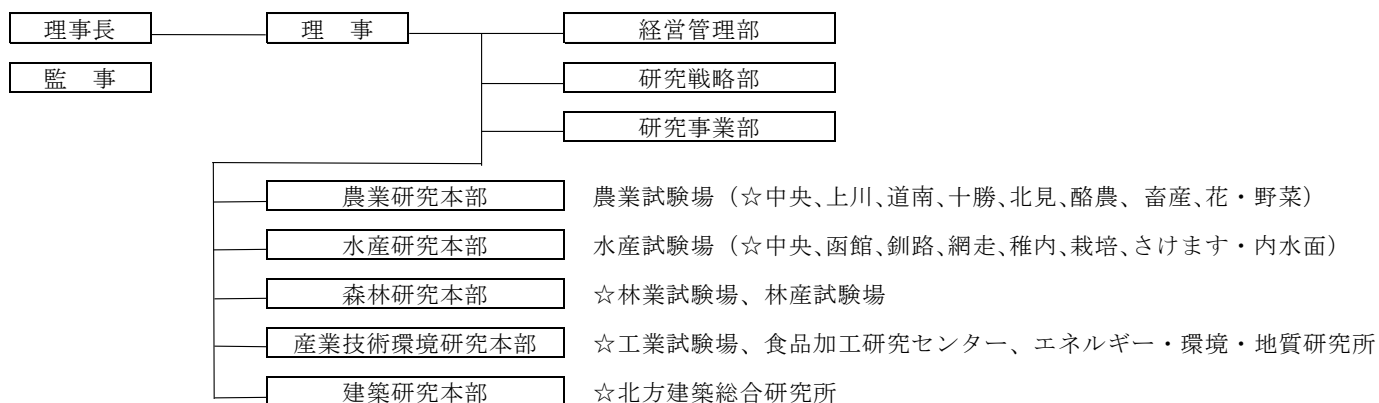 理事長 理　事 経営管理部
監　事 研究戦略部
研究事業部
農業研究本部 農業試験場（☆中央、上川、道南、十勝、北見、酪農、畜産、花・野菜）
水産研究本部 水産試験場（☆中央、函館、釧路、網走、稚内、栽培、さけます・内水面）
森林研究本部 ☆林業試験場、林産試験場
産業技術環境研究本部 ☆工業試験場、食品加工研究センター、エネルギー・環境・地質研究所
建築研究本部 ☆北方建築総合研究所